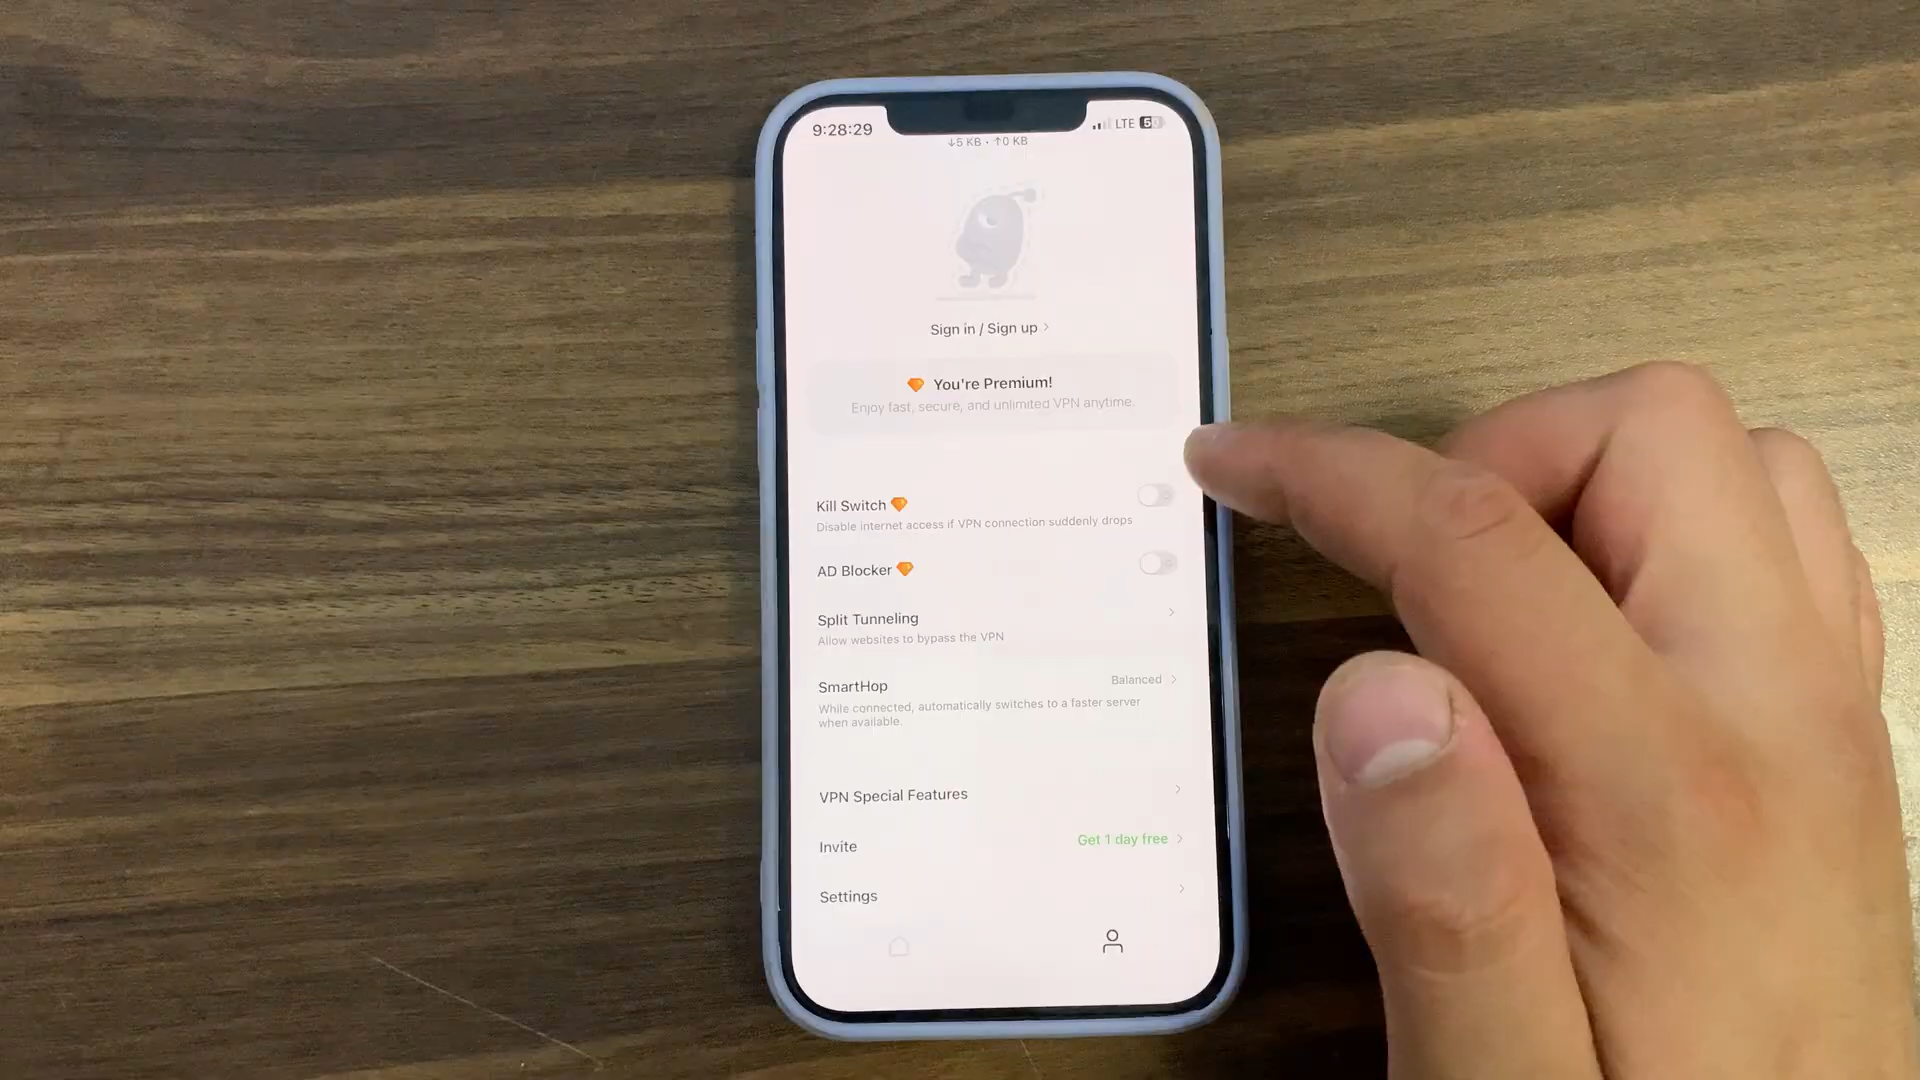 9:28:29
LTE 50
↓5 KB • ↑0 KB
Sign in / Sign up >
You're Premium!
Enjoy fast, secure, and unlimited VPN anytime.
Kill Switch
Disable internet access if VPN connection suddenly drops
AD Blocker
Split Tunneling >
Allow websites to bypass the VPN
SmartHop Balanced >
While connected, automatically switches to a faster server
when available.
VPN Special Features >
Invite Get 1 day free >
Settings >